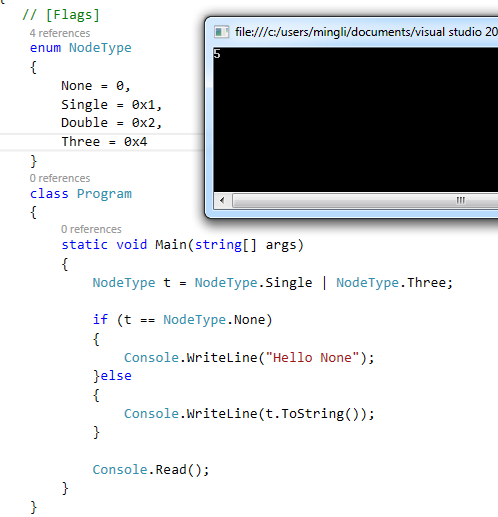 {
// [Flags]
4 references
enum NodeType
{
None = 0,
Single = 0x1,
Double = 0x2,
Three = 0x4
}
0 references
class Program
{
0 references
static void Main(string[] args)
{
NodeType t = NodeType.Single | NodeType.Three;
if (t == NodeType.None)
{
Console.WriteLine("Hello None");
}else
{
Console.WriteLine(t.ToString());
}
Console.Read();
}
}
file:///c:/users/mingli/documents/visual studio 20
5